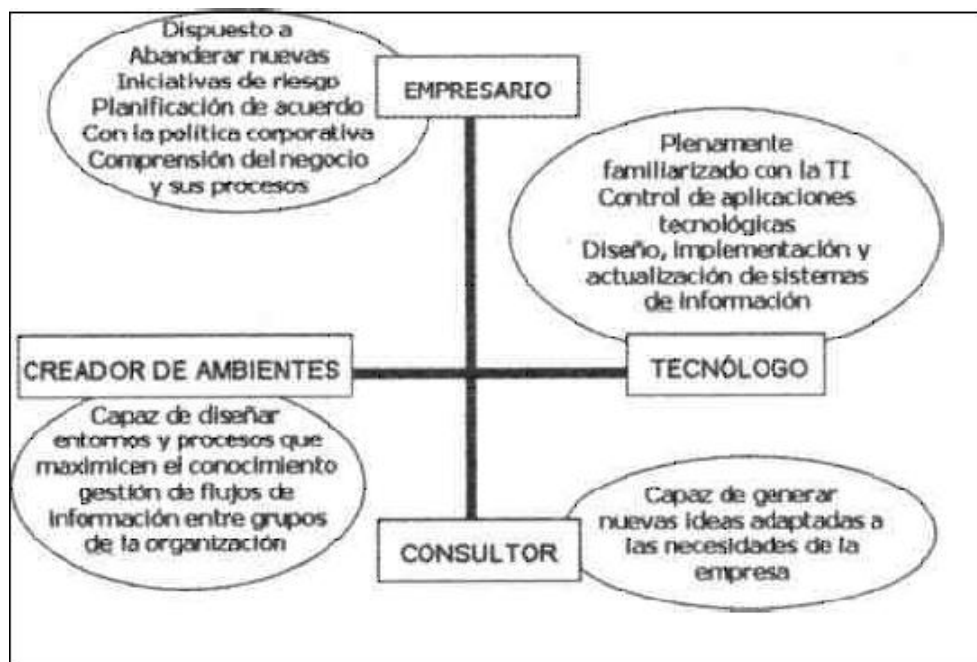 Dispuesto a
Abanderar nuevas
Iniciativas de riesgo
Planificación de acuerdo
Con la política corporativa
Comprensión del negocio
y sus procesos
EMPRESARIO
Plenamente
familiarizado con la TI
Control de aplicaciones
tecnológicas
Diseño, implementación y
actualización de sistemas
de información
CREADOR DE AMBIENTES
TECNÓLOGO
Capaz de diseñar
entornos y procesos que
maximicen el conocimiento
gestión de flujos de
información entre grupos
de la organización
CONSULTOR
Capaz de generar
nuevas ideas adaptadas a
las necesidades de la
empresa